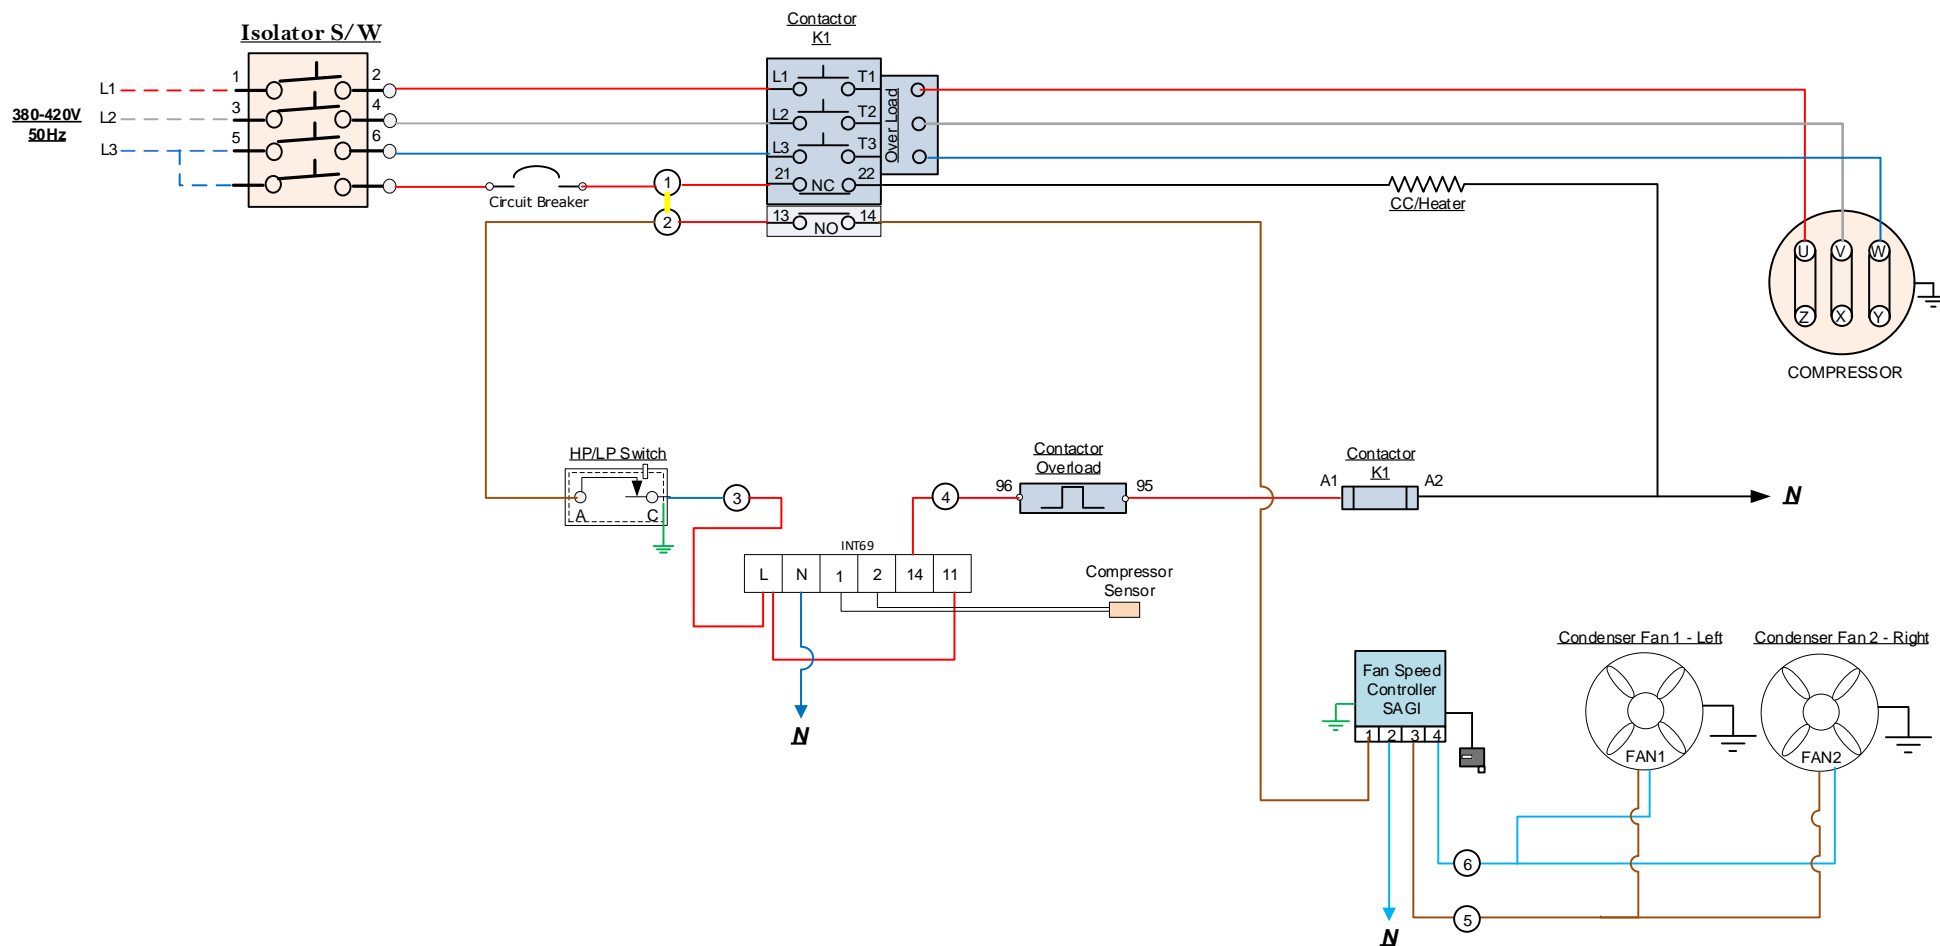 Isolator S/W
Contactor
K1
380-420V
50Hz
L1
L2
L3
1
3
5
2
4
6
Circuit Breaker
1
2
L1
L2
L3
21
13
T1
T2
T3
22
14
NC
NO
Over Load
CC/Heater
U
V
W
Z
X
Y
COMPRESSOR
HP/LP Switch
A
C
3
INT69
L
N
1
2
14
11
N
4
Contactor
Overload
96
95
Contactor
K1
A1
A2
N
Compressor
Sensor
Fan Speed
Controller
SAGI
1
2
3
4
N
Condenser Fan 1 - Left
FAN1
Condenser Fan 2 - Right
FAN2
6
5